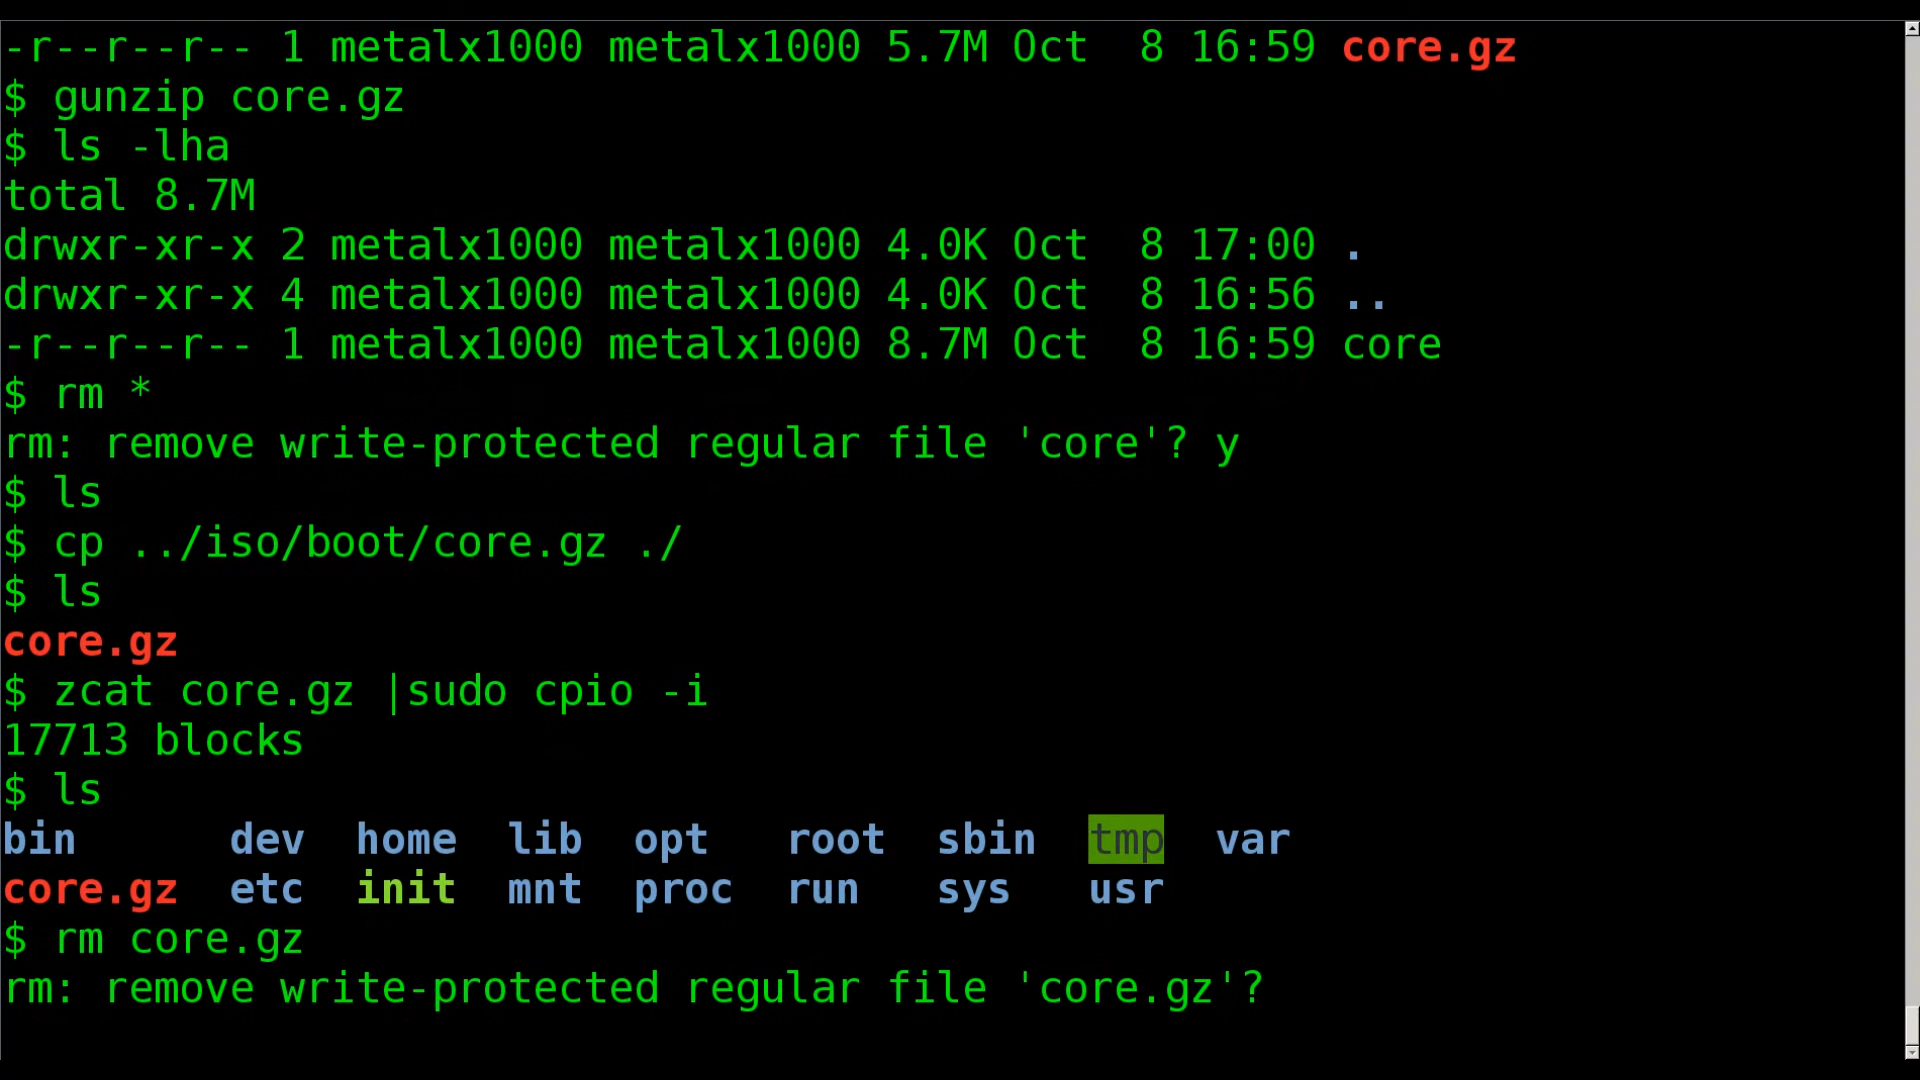 -r--r--r-- 1 metalx1000 metalx1000 5.7M Oct  8 16:59 core.gz
$ gunzip core.gz
$ ls -lha
total 8.7M
drwxr-xr-x 2 metalx1000 metalx1000 4.0K Oct  8 17:00 .
drwxr-xr-x 4 metalx1000 metalx1000 4.0K Oct  8 16:56 ..
-r--r--r-- 1 metalx1000 metalx1000 8.7M Oct  8 16:59 core
$ rm *
rm: remove write-protected regular file 'core'? y
$ ls
$ cp ../iso/boot/core.gz ./
$ ls
core.gz
$ zcat core.gz |sudo cpio -i
17713 blocks
$ ls
bin      dev  home  lib  opt   root  sbin  tmp  var
core.gz  etc  init  mnt  proc  run   sys   usr
$ rm core.gz
rm: remove write-protected regular file 'core.gz'?